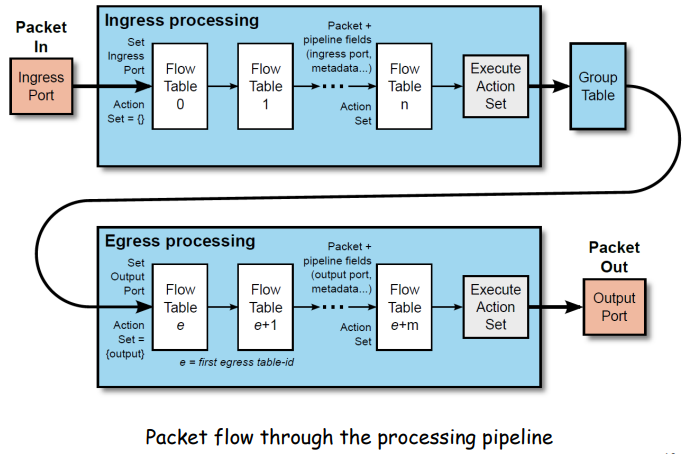 Packet
In
Ingress
Port
Ingress processing
Set
Ingress
Port
Action
Set = {}
Flow
Table
0
Flow
Table
1
Packet +
pipeline fields
(ingress port,
metadata...)
Action
Set
Flow
Table
n
Execute
Action
Set
Group
Table
Egress processing
Set
Output
Port
Action
Set =
{output}
Flow
Table
e
Flow
Table
e+1
e = first egress table-id
Packet +
pipeline fields
(output port,
metadata...)
Action
Set
Flow
Table
e+m
Execute
Action
Set
Packet
Out
Output
Port
Packet flow through the processing pipeline